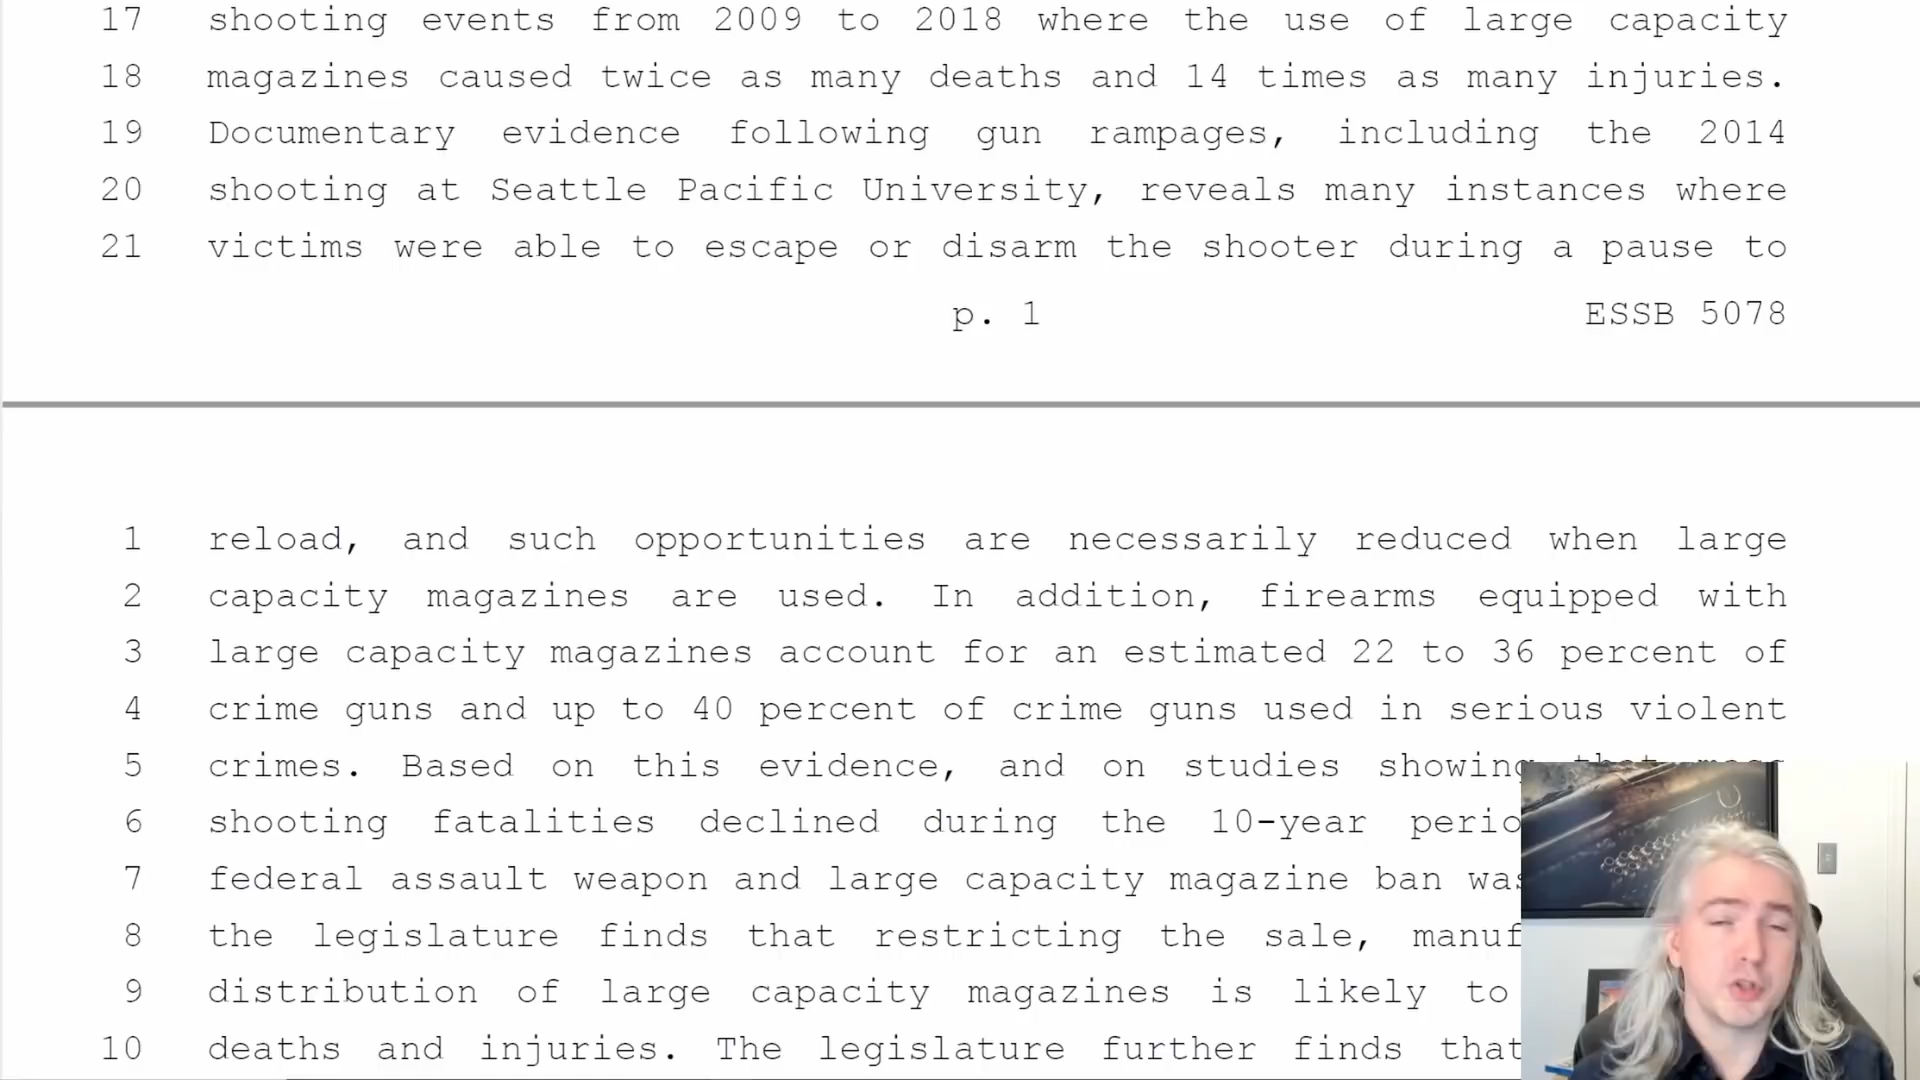 17 shooting events from 2009 to 2018 where the use of large capacity
18 magazines caused twice as many deaths and 14 times as many injuries.
19 Documentary evidence following gun rampages, including the 2014
20 shooting at Seattle Pacific University, reveals many instances where
21 victims were able to escape or disarm the shooter during a pause to
p. 1 ESSB 5078
1 reload, and such opportunities are necessarily reduced when large
2 capacity magazines are used. In addition, firearms equipped with
3 large capacity magazines account for an estimated 22 to 36 percent of
4 crime guns and up to 40 percent of crime guns used in serious violent
5 crimes. Based on this evidence, and on studies showing that mass
6 shooting fatalities declined during the 10-year
7 federal assault weapon and large capacity magazine ban
8 the legislature finds that restricting the sale,
9 distribution of large capacity magazines is likely to
10 deaths and injuries. The legislature further finds that